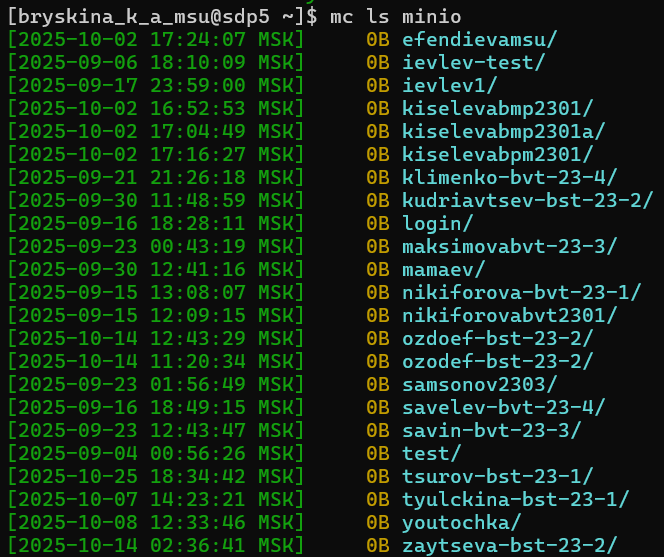 [bryskina_k_a_msu@sdp5 ~]$ mc ls minio
[2025-10-02 17:24:07 MSK]     0B efendievamsu/
[2025-09-06 18:10:09 MSK]     0B ievlev-test/
[2025-09-17 23:59:00 MSK]     0B ievlev1/
[2025-10-02 16:52:53 MSK]     0B kiselevabmp2301/
[2025-10-02 17:04:49 MSK]     0B kiselevabmp2301a/
[2025-10-02 17:16:27 MSK]     0B kiselevabpm2301/
[2025-09-21 21:26:18 MSK]     0B klimenko-bvt-23-4/
[2025-09-30 11:48:59 MSK]     0B kudriavtsev-bst-23-2/
[2025-09-16 18:28:11 MSK]     0B login/
[2025-09-23 00:43:19 MSK]     0B maksimovabvt-23-3/
[2025-09-30 12:41:16 MSK]     0B mamaev/
[2025-09-15 13:08:07 MSK]     0B nikiforova-bvt-23-1/
[2025-09-15 12:09:15 MSK]     0B nikiforovabvt2301/
[2025-10-14 12:43:29 MSK]     0B ozdoef-bst-23-2/
[2025-10-14 11:20:34 MSK]     0B ozodef-bst-23-2/
[2025-09-23 01:56:49 MSK]     0B samsonov2303/
[2025-09-16 18:49:15 MSK]     0B savelev-bvt-23-4/
[2025-09-23 12:43:47 MSK]     0B savin-bvt-23-3/
[2025-09-04 00:56:26 MSK]     0B test/
[2025-10-25 18:34:42 MSK]     0B tsurov-bst-23-1/
[2025-10-07 14:23:21 MSK]     0B tyulckina-bst-23-1/
[2025-10-08 12:33:46 MSK]     0B youtochka/
[2025-10-14 02:36:41 MSK]     0B zaytseva-bst-23-2/